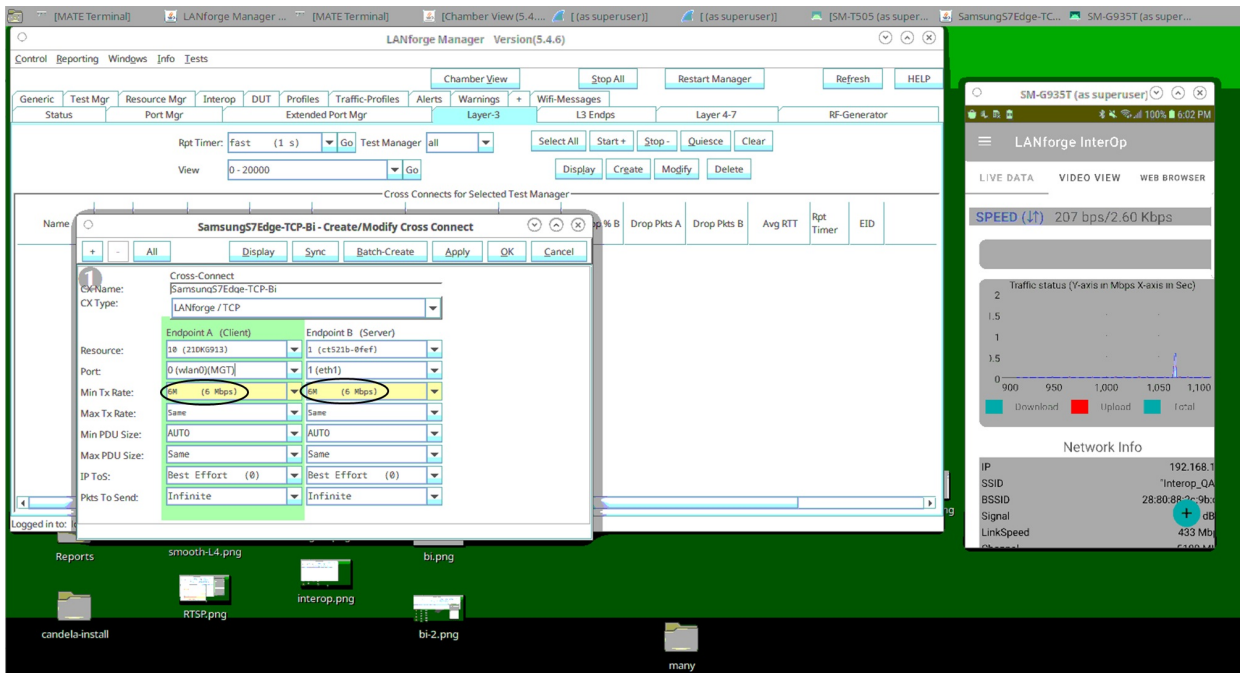 [MATE Terminal] LANforge Manager ... [MATE Terminal] [Chamber View (5.4.... [ (as superuser)] [ (as superuser)] [SM-T505 (as super... SamsungS7Edge-TC... SM-G935T (as super...
LANforge Manager Version(5.4.6)
Control Reporting Windows Info Tests
Chamber View Stop All Restart Manager Refresh HELP
Generic Test Mgr Resource Mgr Interop DUT Profiles Traffic-Profiles Alerts Warnings + Wifi-Messages
Status Port Mgr Extended Port Mgr Layer-3 L3 Endps Layer 4-7 RF-Generator
Rpt Timer: fast (1 s) Go Test Manager all Select All Start + Stop - Quiesce Clear
View 0 - 20000 Go Display Create Modify Delete
Cross Connects for Selected Test Manager
Name Drop Pkts A Drop Pkts B Avg RTT Rpt Timer EID
SamsungS7Edge-TCP-Bi - Create/Modify Cross Connect
+ - All Display Sync Batch-Create Apply OK Cancel
1
Cross-Connect
CX Name: SamsungS7Edge-TCP-Bi
CX Type: LANforge / TCP
Endpoint A (Client) Endpoint B (Server)
Resource: 10 (21DKG913) 1 (ct521b-0fef)
Port: 0 (wlan0)(MGT) 1 (eth1)
Min Tx Rate: 6M (6 Mbps) 6M (6 Mbps)
Max Tx Rate: Same Same
Min PDU Size: AUTO AUTO
Max PDU Size: Same Same
IP ToS: Best Effort (0) Best Effort (0)
Pkts To Send: Infinite Infinite
Logged in to:
SM-G935T (as superuser)
100% 6:02 PM
LANforge InterOp
LIVE DATA VIDEO VIEW WEB BROWSER
SPEED (↓↑) 207 bps/2.60 Kbps
Traffic status (Y-axis in Mbps X-axis in Sec)
2
1
0
900 950 1,000 1,050 1,100
Download Upload Total
Network Info
IP 192.168.1
SSID "Interop_QA
BSSID 28:80:88
Signal dB
LinkSpeed 433 Mb
+
Reports smooth-L4.png bi.png
RTSP.png interop.png
candela-install bi-2.png
many